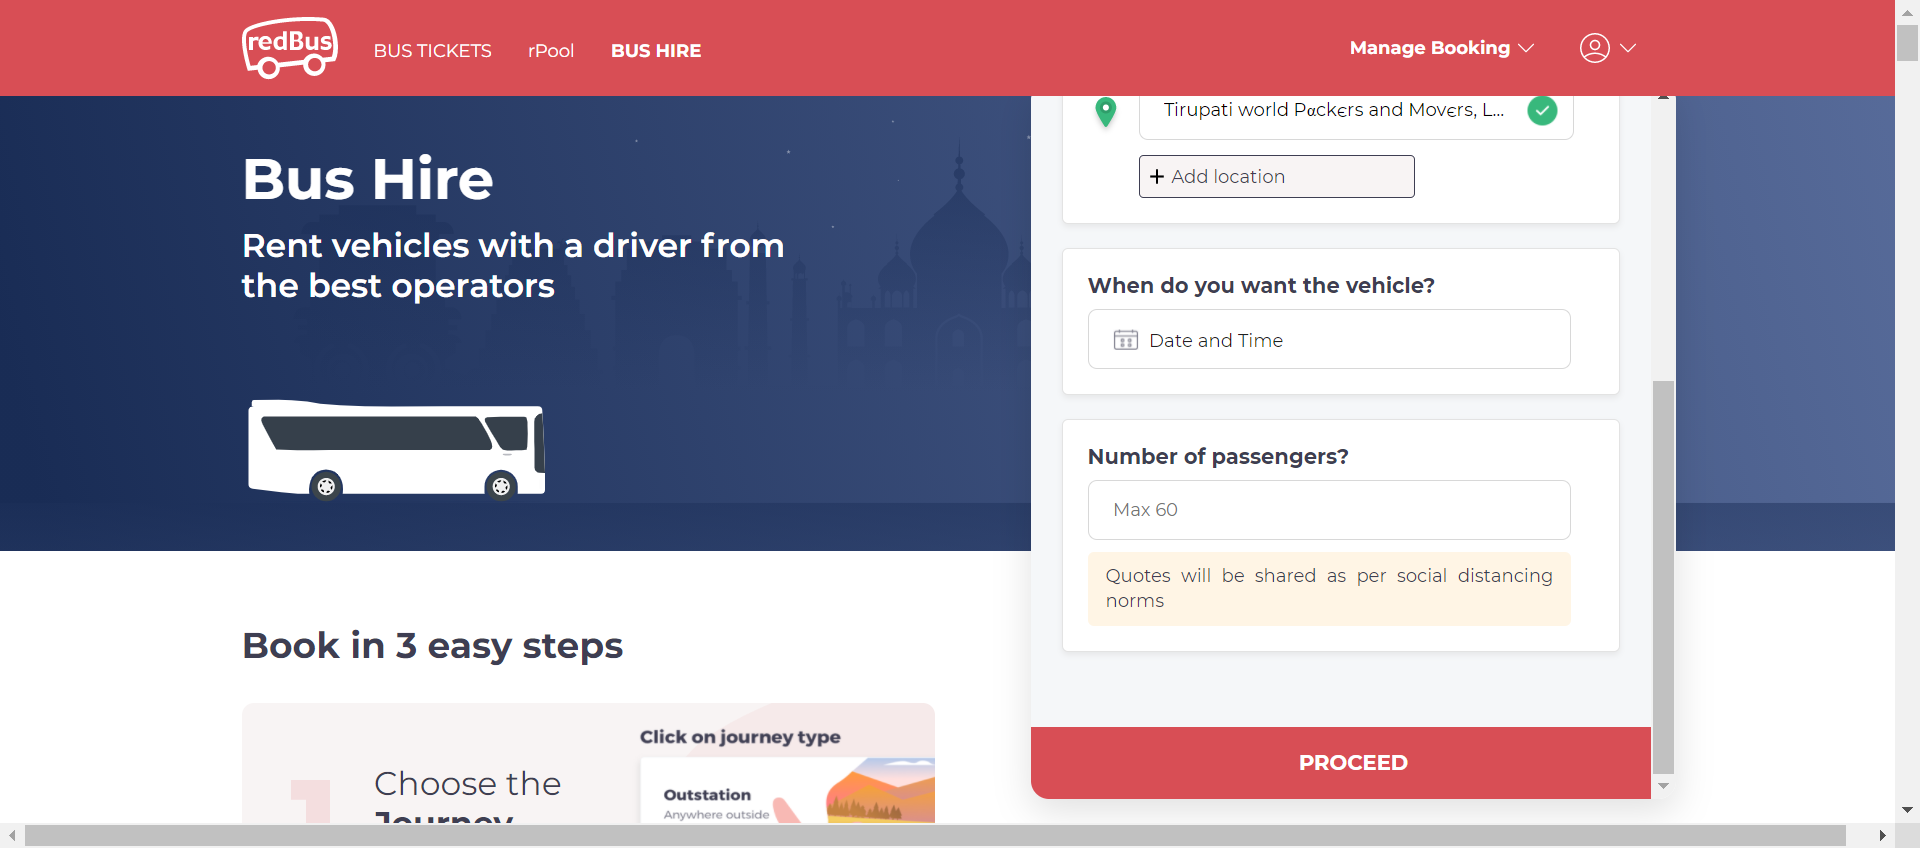 redBus
BUS TICKETS
rPool
BUS HIRE
Manage Booking
Bus Hire
Rent vehicles with a driver from
the best operators
Tirupati world Pαckєrs and Movєrs, L...
+ Add location
When do you want the vehicle?
Date and Time
Number of passengers?
Max 60
Quotes will be shared as per social distancing
norms
PROCEED
Book in 3 easy steps
1
Choose the
Journey
Click on journey type
Outstation
Anywhere outside